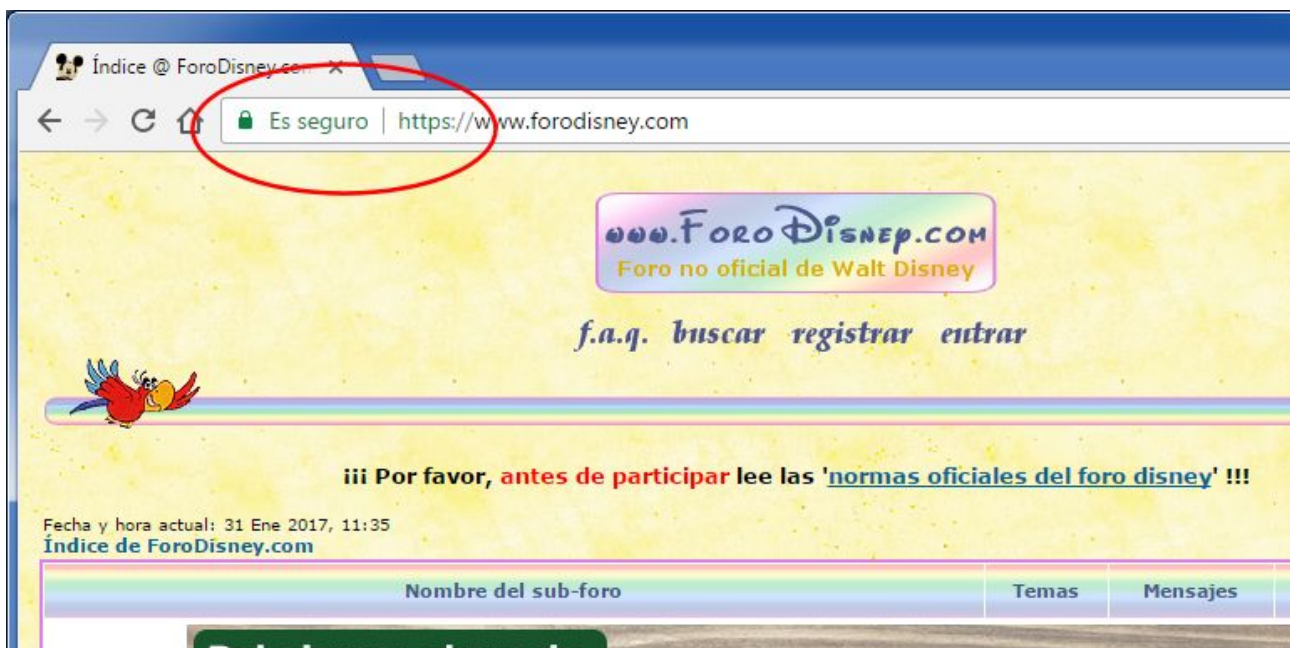 Índice @ ForoDisney.com
Es seguro | https://www.forodisney.com
www.ForoDisney.com
Foro no oficial de Walt Disney
f.a.q. buscar registrar entrar
¡¡¡ Por favor, antes de participar lee las 'normas oficiales del foro disney' !!!
Fecha y hora actual: 31 Ene 2017, 11:35
Índice de ForoDisney.com
Nombre del sub-foro Temas Mensajes